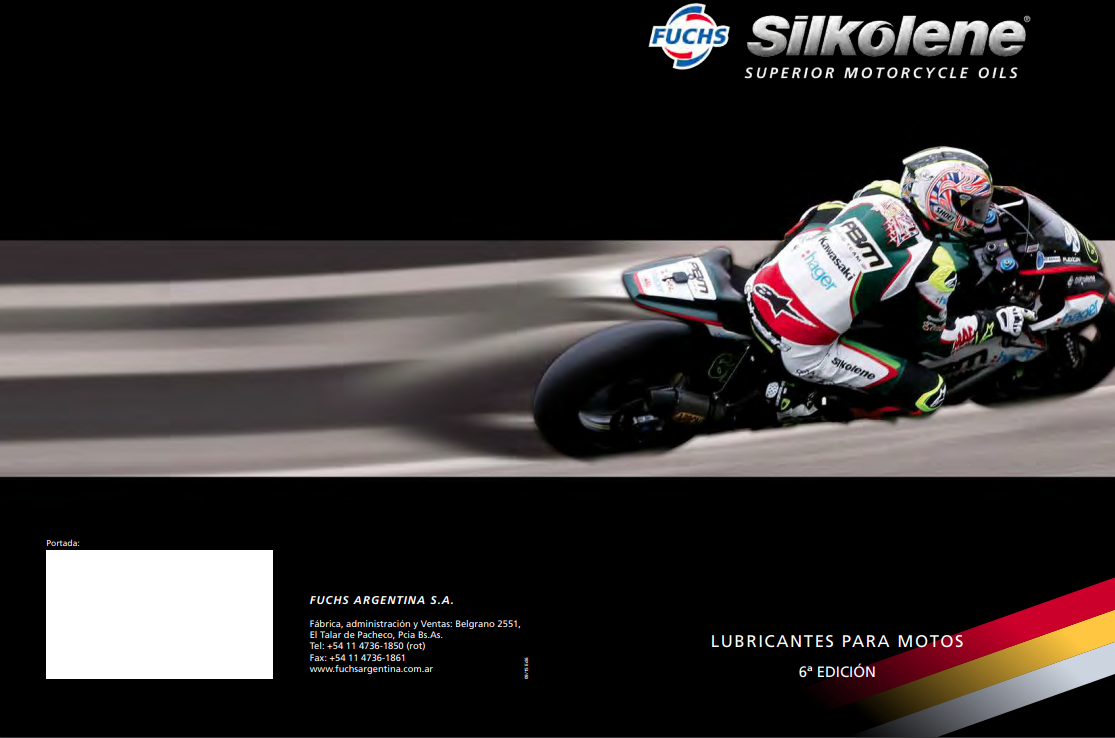 FUCHS
Silkolene®
SUPERIOR MOTORCYCLE OILS
PBM
Kawasaki
hager
PBM
Silkolene
Portada:
FUCHS ARGENTINA S.A.
Fábrica, administración y Ventas: Belgrano 2551,
El Talar de Pacheco, Pcia Bs.As.
Tel: +54 11 4736-1850 (rot)
Fax: +54 11 4736-1861
www.fuchsargentina.com.ar
LUBRICANTES PARA MOTOS
6ª EDICIÓN